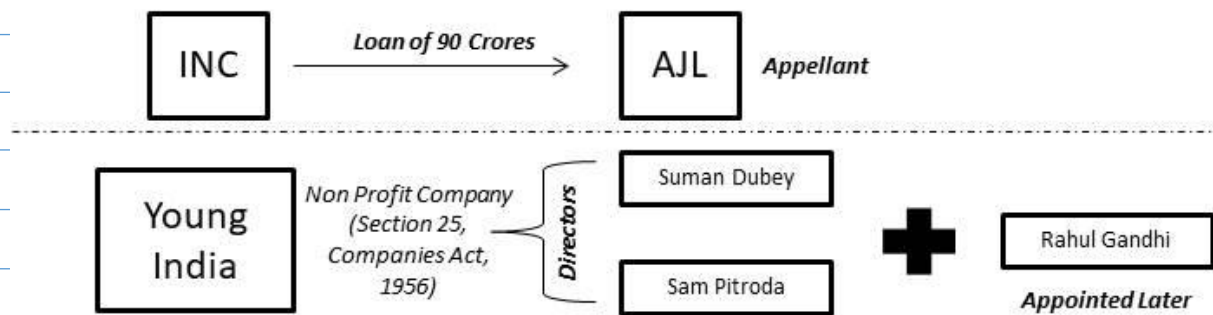 INC
Loan of 90 Crores
AJL
Appellant
Young
India
Non Profit Company
(Section 25,
Companies Act,
1956)
Directors
Suman Dubey
Sam Pitroda
Rahul Gandhi
Appointed Later